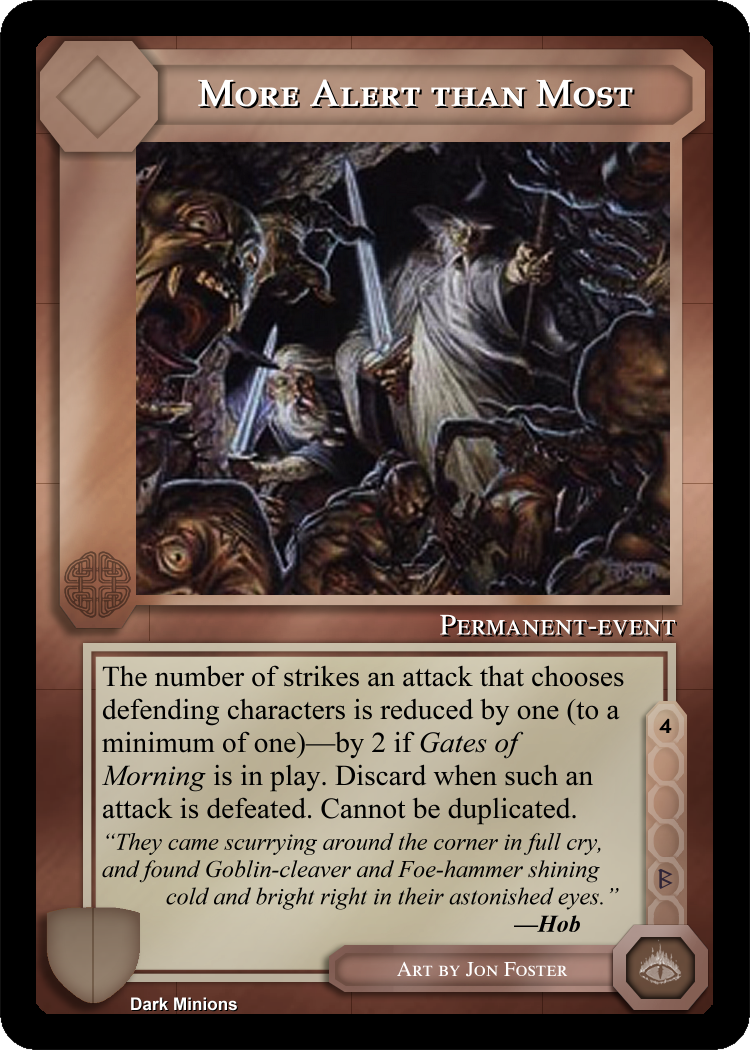 More Alert than Most
FOSTER
Permanent-event
The number of strikes an attack that chooses
defending characters is reduced by one (to a
minimum of one)—by 2 if Gates of
Morning is in play. Discard when such an
attack is defeated. Cannot be duplicated.
“They came scurrying around the corner in full cry,
and found Goblin-cleaver and Foe-hammer shining
cold and bright right in their astonished eyes.”
—Hob
4
ᛒ
Art by Jon Foster
Dark Minions